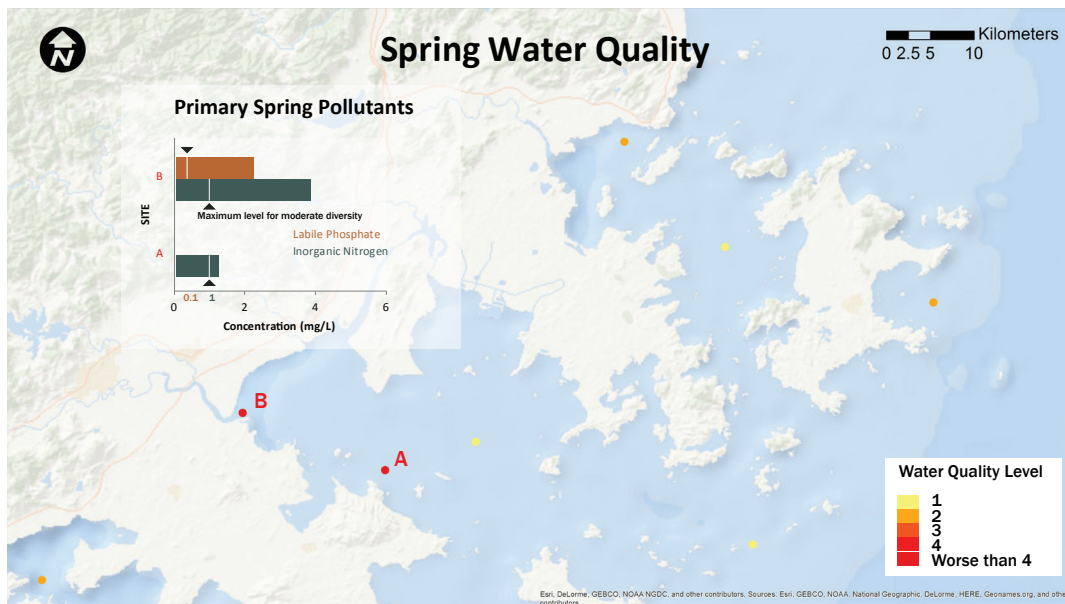 N
Spring Water Quality
Kilometers
0 2.5 5 10
Primary Spring Pollutants
B
Maximum level for moderate diversity
SITE
Labile Phosphate
Inorganic Nitrogen
A
0.1 1
0 2 4 6
Concentration (mg/L)
B
A
Water Quality Level
1
2
3
4
Worse than 4
Esri, DeLorme, GEBCO, NOAA NGDC, and other contributors. Sources: Esri, GEBCO, NOAA, National Geographic, DeLorme, HERE, Geonames.org, and other
contributors